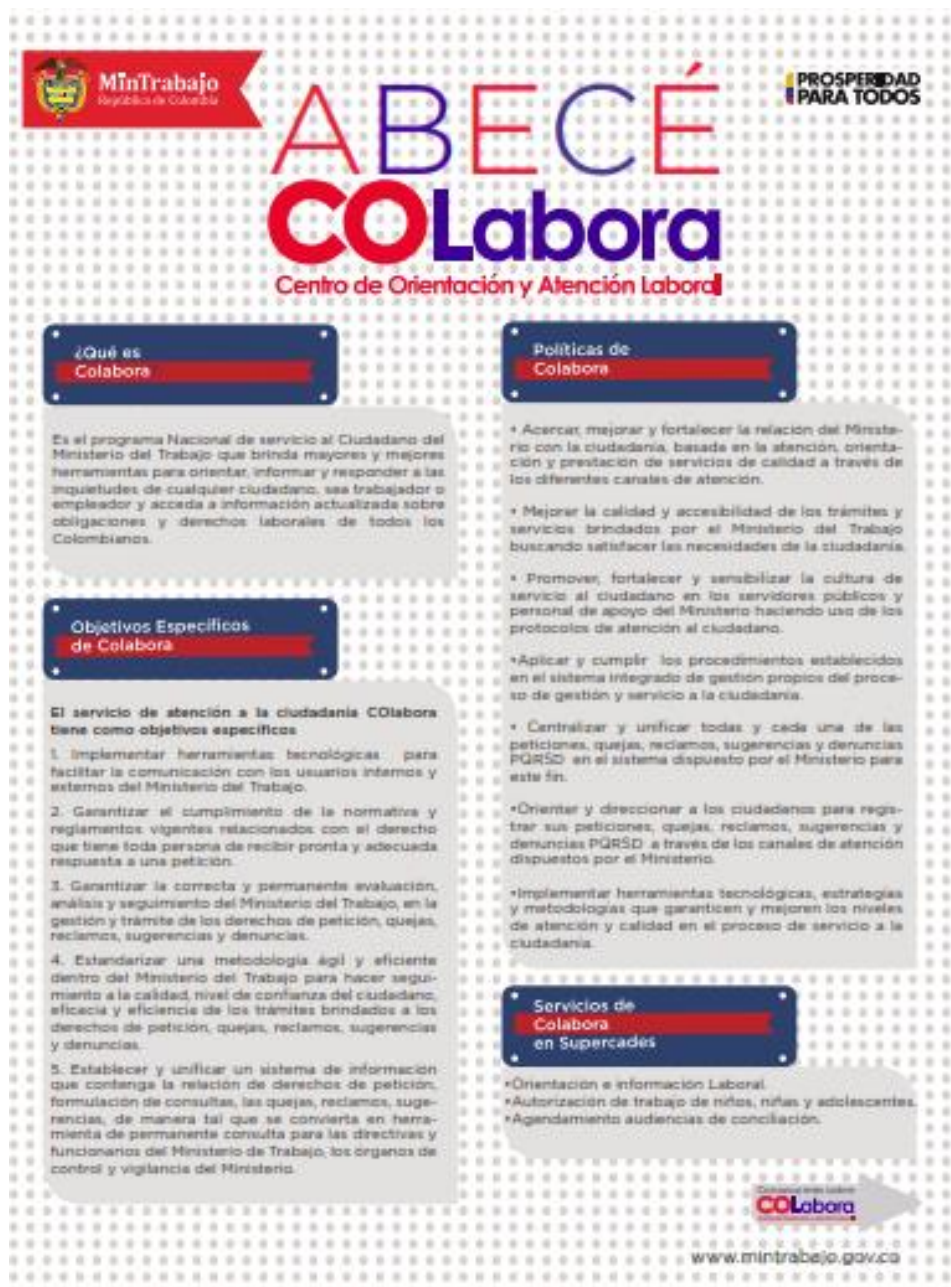 MinTrabajo
República de Colombia
PROSPERIDAD
PARA TODOS
ABECÉ
COLabora
Centro de Orientación y Atención Laboral
¿Qué es
Colabora
Es el programa Nacional de servicio al Ciudadano del
Ministerio del Trabajo que brinda mayores y mejores
herramientas para orientar, informar y responder a las
inquietudes de cualquier ciudadano, sea trabajador o
empleador y acceda a información actualizada sobre
obligaciones y derechos laborales de todos los
Colombianos.
Objetivos Específicos
de Colabora
El servicio de atención a la ciudadanía COlabora
tiene como objetivos específicos
1. Implementar herramientas tecnológicas para
facilitar la comunicación con los usuarios internos y
externos del Ministerio del Trabajo.
2. Garantizar el cumplimiento de la normativa y
reglamentos vigentes relacionados con el derecho
que tiene toda persona de recibir pronta y adecuada
respuesta a una petición.
3. Garantizar la correcta y permanente evaluación,
análisis y seguimiento del Ministerio del Trabajo, en la
gestión y trámite de los derechos de petición, quejas,
reclamos, sugerencias y denuncias.
4. Estandarizar una metodología ágil y eficiente
dentro del Ministerio del Trabajo para hacer segui-
miento a la calidad, nivel de confianza del ciudadano,
eficacia y eficiencia de los trámites brindados a los
derechos de petición, quejas, reclamos, sugerencias
y denuncias.
5. Establecer y unificar un sistema de información
que contenga la relación de derechos de petición,
formulación de consultas, las quejas, reclamos, suge-
rencias, de manera tal que se convierta en herra-
mienta de permanente consulta para las directivas y
funcionarios del Ministerio de Trabajo, los órganos de
control y vigilancia del Ministerio.
Políticas de
Colabora
• Acercar, mejorar y fortalecer la relación del Ministe-
rio con la ciudadanía, basada en la atención, orienta-
ción y prestación de servicios de calidad a través de
los diferentes canales de atención.
• Mejorar la calidad y accesibilidad de los trámites y
servicios brindados por el Ministerio del Trabajo
buscando satisfacer las necesidades de la ciudadanía.
• Promover, fortalecer y sensibilizar la cultura de
servicio al ciudadano en los servidores públicos y
personal de apoyo del Ministerio haciendo uso de los
protocolos de atención al ciudadano.
•Aplicar y cumplir los procedimientos establecidos
en el sistema integrado de gestión propios del proce-
so de gestión y servicio a la ciudadanía.
• Centralizar y unificar todas y cada una de las
peticiones, quejas, reclamos, sugerencias y denuncias
PQRSD en el sistema dispuesto por el Ministerio para
este fin.
•Orienter y direccionar a los ciudadanos para regis-
trar sus peticiones, quejas, reclamos, sugerencias y
denuncias PQRSD a través de los canales de atención
dispuestos por el Ministerio.
•Implementar herramientas tecnológicas, estrategias
y metodologías que garanticen y mejoren los niveles
de atención y calidad en el proceso de servicio a la
ciudadanía.
Servicios de
Colabora
en Supercades
•Orientación e información Laboral.
•Autorización de trabajo de niños, niñas y adolescentes.
•Agendamiento audiencias de conciliación.
COLabora
www.mintrabajo.gov.co